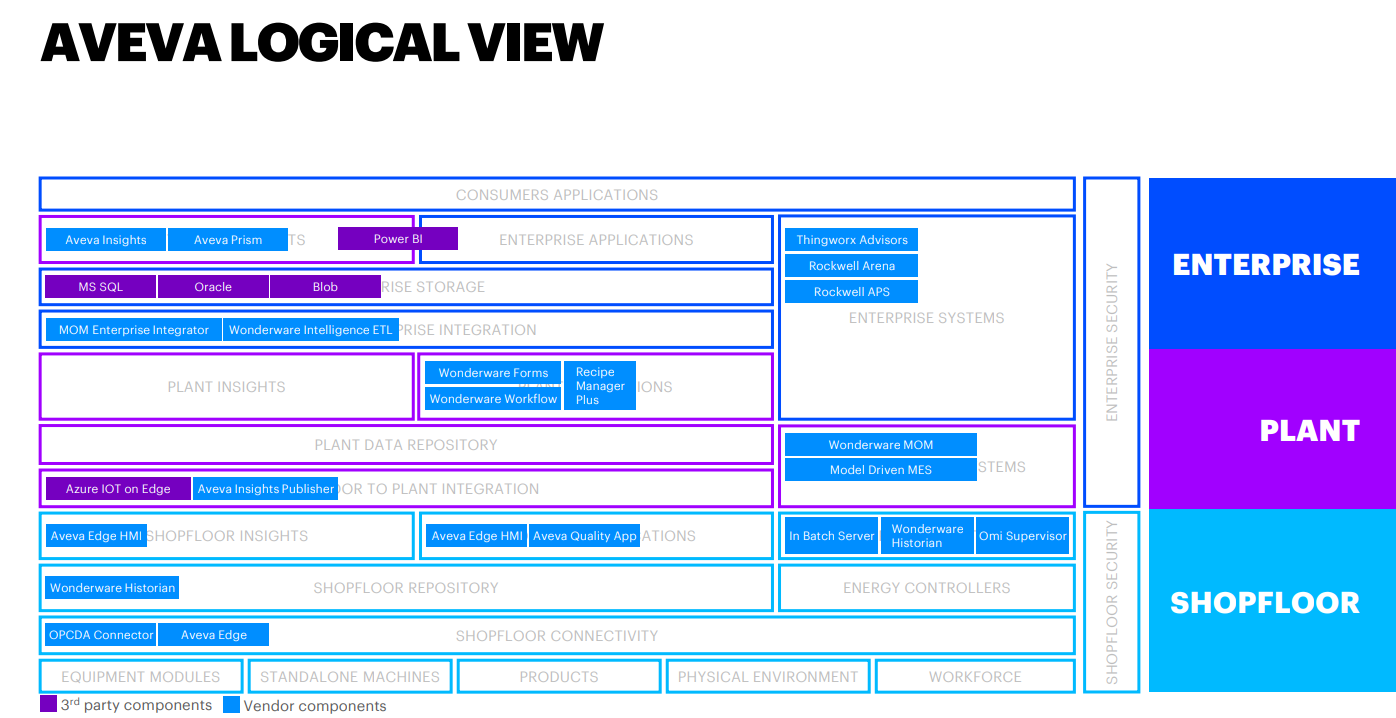 AVEVA LOGICAL VIEW
CONSUMERS APPLICATIONS
Aveva Insights
Aveva Prism
TS
Power BI
ENTERPRISE APPLICATIONS
MS SQL
Oracle
Blob
RISE STORAGE
MOM Enterprise Integrator
Wonderware Intelligence ETL
PRISE INTEGRATION
Thingworx Advisors
Rockwell Arena
Rockwell APS
ENTERPRISE SYSTEMS
PLANT INSIGHTS
Wonderware Forms
Wonderware Workflow
Recipe
Manager
Plus
IONS
PLANT DATA REPOSITORY
Azure IOT on Edge
Aveva Insights Publisher
OOR TO PLANT INTEGRATION
Wonderware MOM
Model Driven MES
STEMS
Aveva Edge HMI
SHOPFLOOR INSIGHTS
Aveva Edge HMI
Aveva Quality App
ATIONS
In Batch Server
Wonderware
Historian
Omi Supervisor
Wonderware Historian
SHOPFLOOR REPOSITORY
ENERGY CONTROLLERS
OPCDA Connector
Aveva Edge
SHOPFLOOR CONNECTIVITY
EQUIPMENT MODULES
STANDALONE MACHINES
PRODUCTS
PHYSICAL ENVIRONMENT
WORKFORCE
ENTERPRISE SECURITY
SHOPFLOOR SECURITY
ENTERPRISE
PLANT
SHOPFLOOR
3rd party components
Vendor components